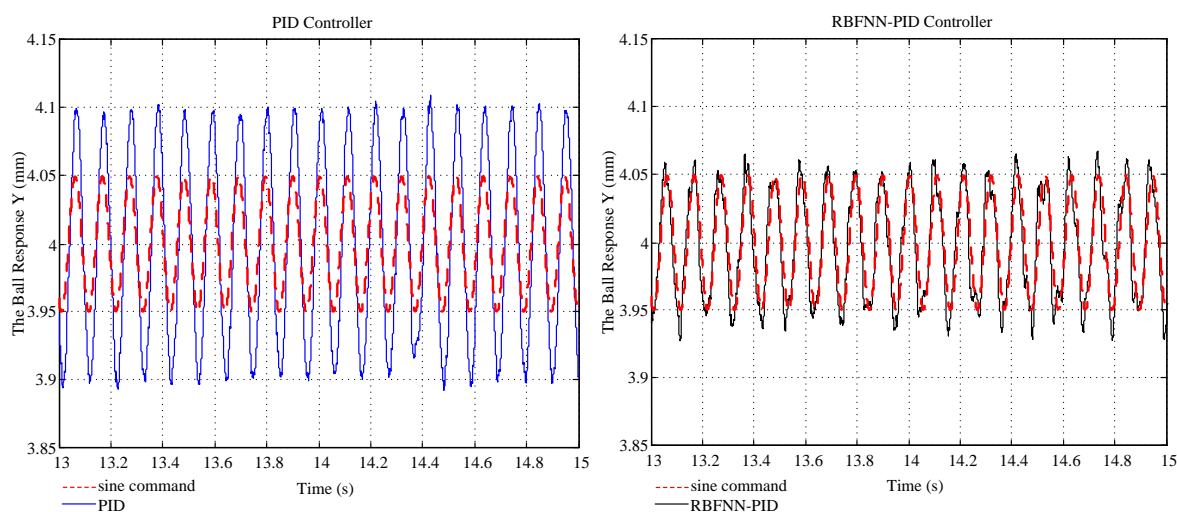 PID Controller
4.15
4.1
4.05
4
3.95
3.9
3.85
The Ball Response Y (mm)
13 13.2 13.4 13.6 13.8 14 14.2 14.4 14.6 14.8 15
Time (s)
sine command
PID
RBFNN-PID Controller
4.15
4.1
4.05
4
3.95
3.9
3.85
The Ball Response Y (mm)
13 13.2 13.4 13.6 13.8 14 14.2 14.4 14.6 14.8 15
Time (s)
sine command
RBFNN-PID